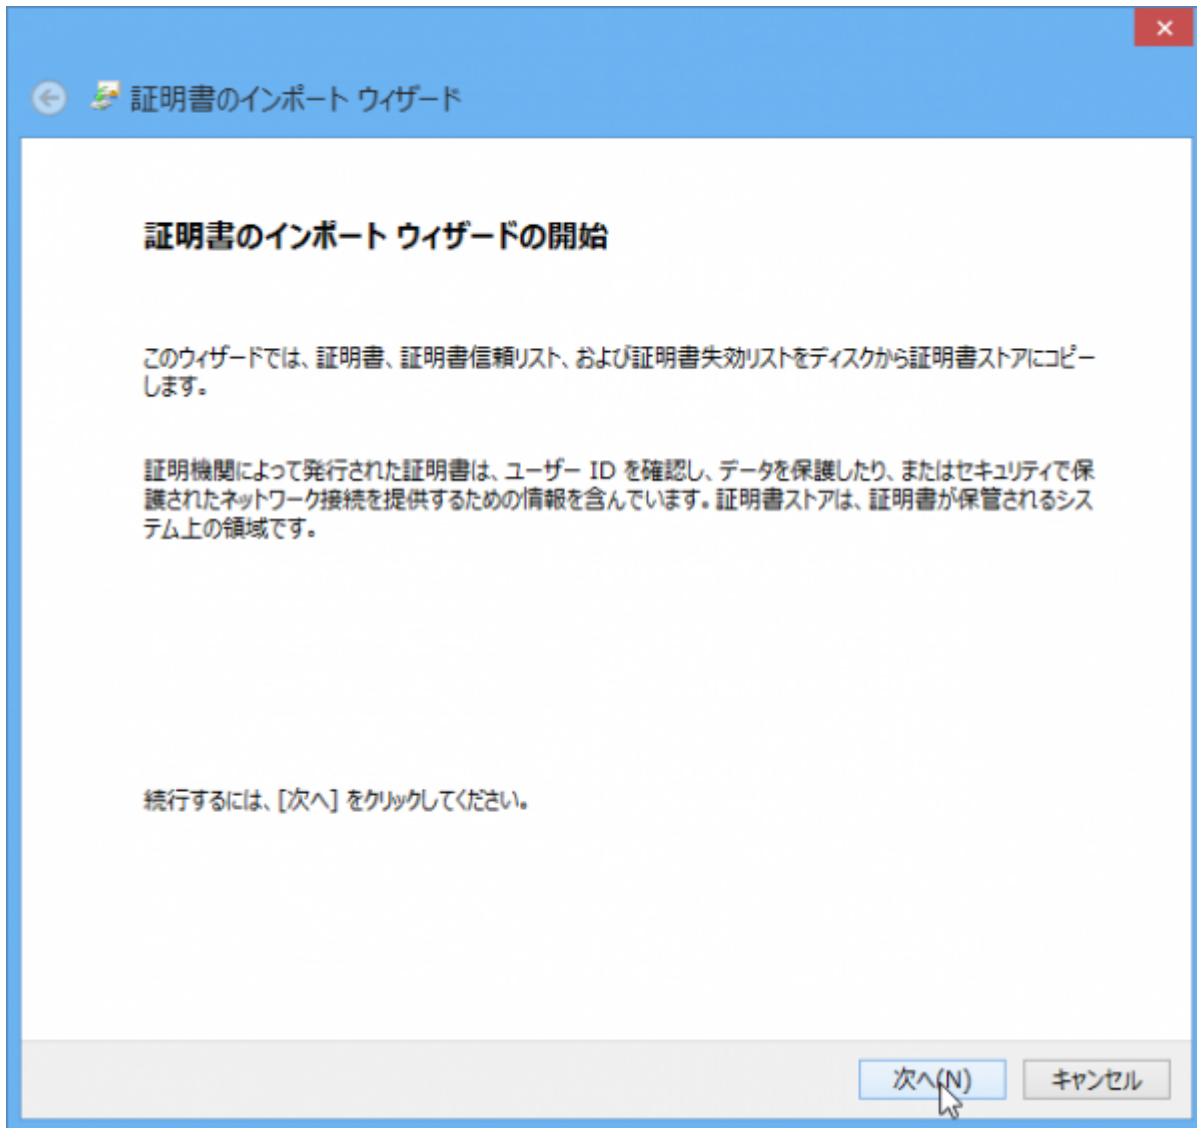 証明書のインポート ウィザード
証明書のインポート ウィザードの開始
このウィザードでは、証明書、証明書信頼リスト、および証明書失効リストをディスクから証明書ストアにコピー
します。
証明機関によって発行された証明書は、ユーザー ID を確認し、データを保護したり、またはセキュリティで保
護されたネットワーク接続を提供するための情報を含んでいます。証明書ストアは、証明書が保管されるシス
テム上の領域です。
続行するには、[次へ] をクリックしてください。
次へ(N)
キャンセル